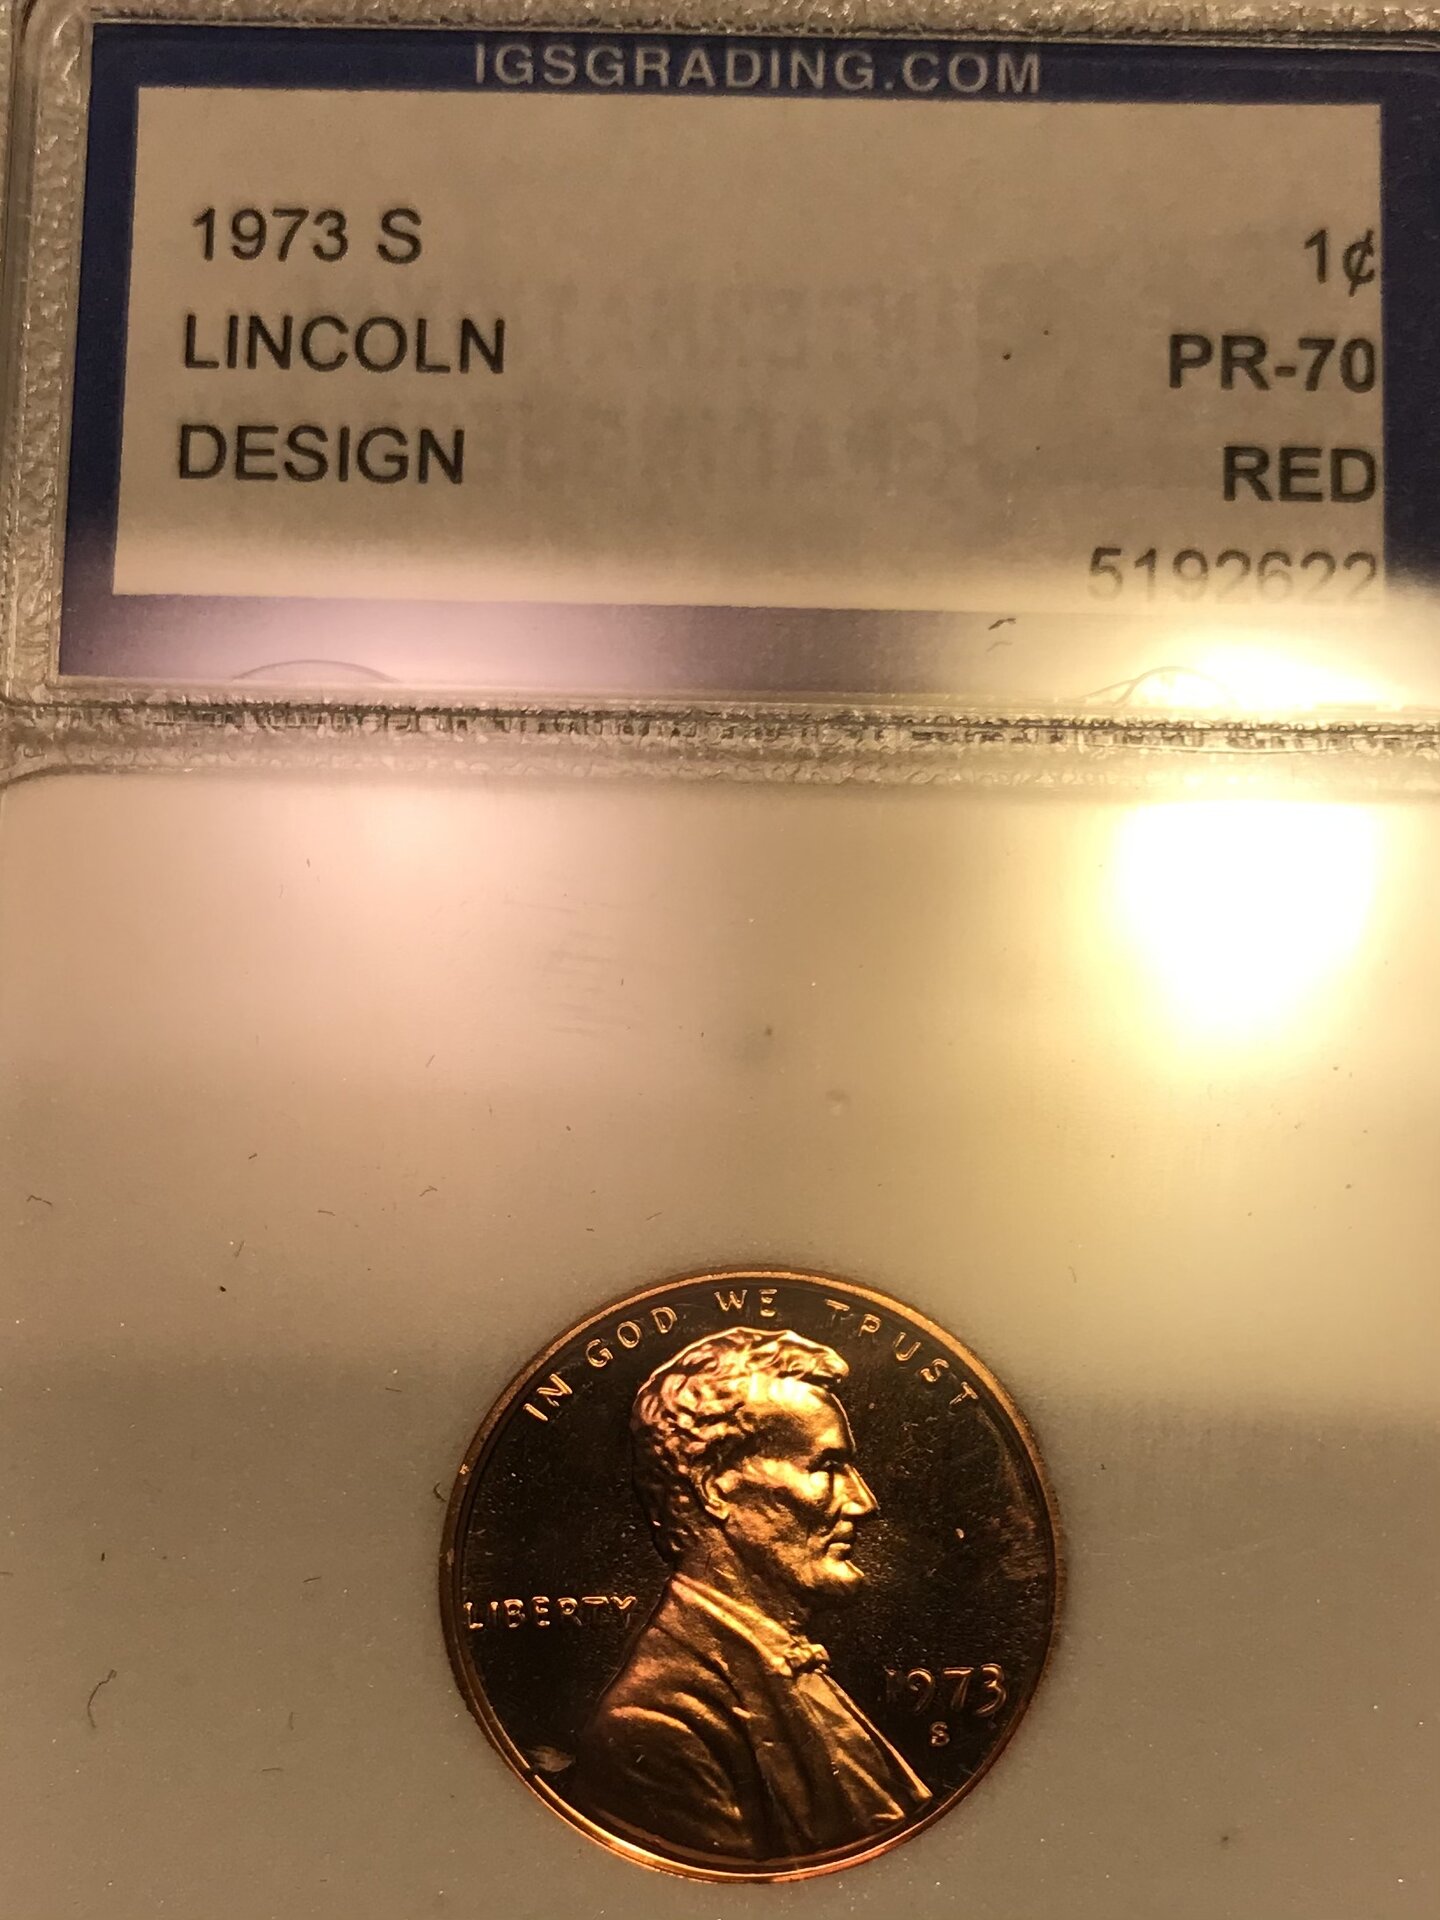 IGSGRADING.COM
1973 S 1¢
LINCOLN PR-70
DESIGN RED
5192622
IN GOD WE TRUST
LIBERTY
1973
S